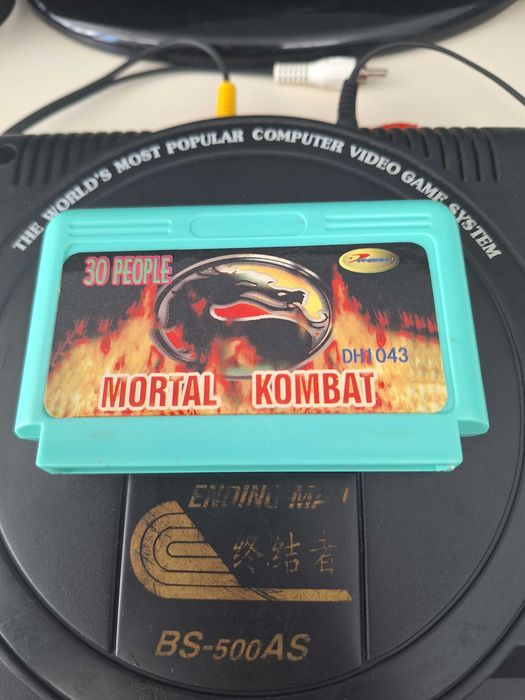 THE WORLD'S MOST POPULAR COMPUTER VIDEO GAME SYSTEM
30 PEOPLE
DH1043
MORTAL KOMBAT
ENDING MAN
终结者
BS-500AS